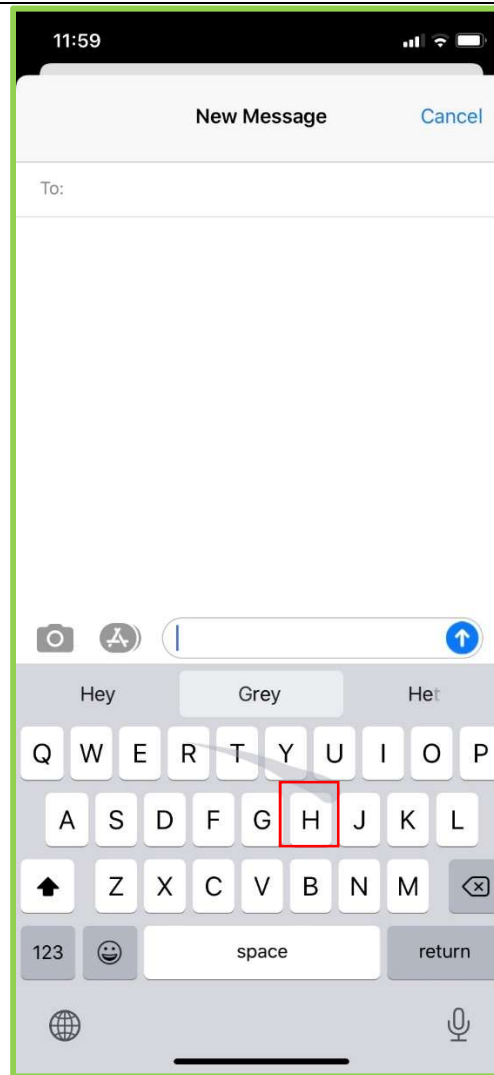 11:59
New Message Cancel
To:
Hey Grey Het
Q W E R T Y U I O P
A S D F G H J K L
Z X C V B N M
123 space return